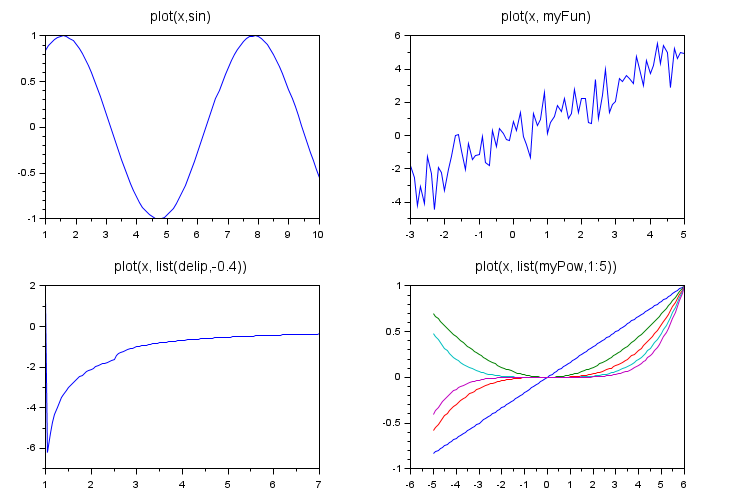 plot(x,sin)
1
0.5
0
-0.5
-1
1 2 3 4 5 6 7 8 9 10
plot(x, myFun)
6
4
2
0
-2
-4
-3 -2 -1 0 1 2 3 4 5
plot(x, list(delip,-0.4))
2
0
-2
-4
-6
1 2 3 4 5 6 7
plot(x, list(myPow,1:5))
1
0.5
0
-0.5
-1
-6 -5 -4 -3 -2 -1 0 1 2 3 4 5 6